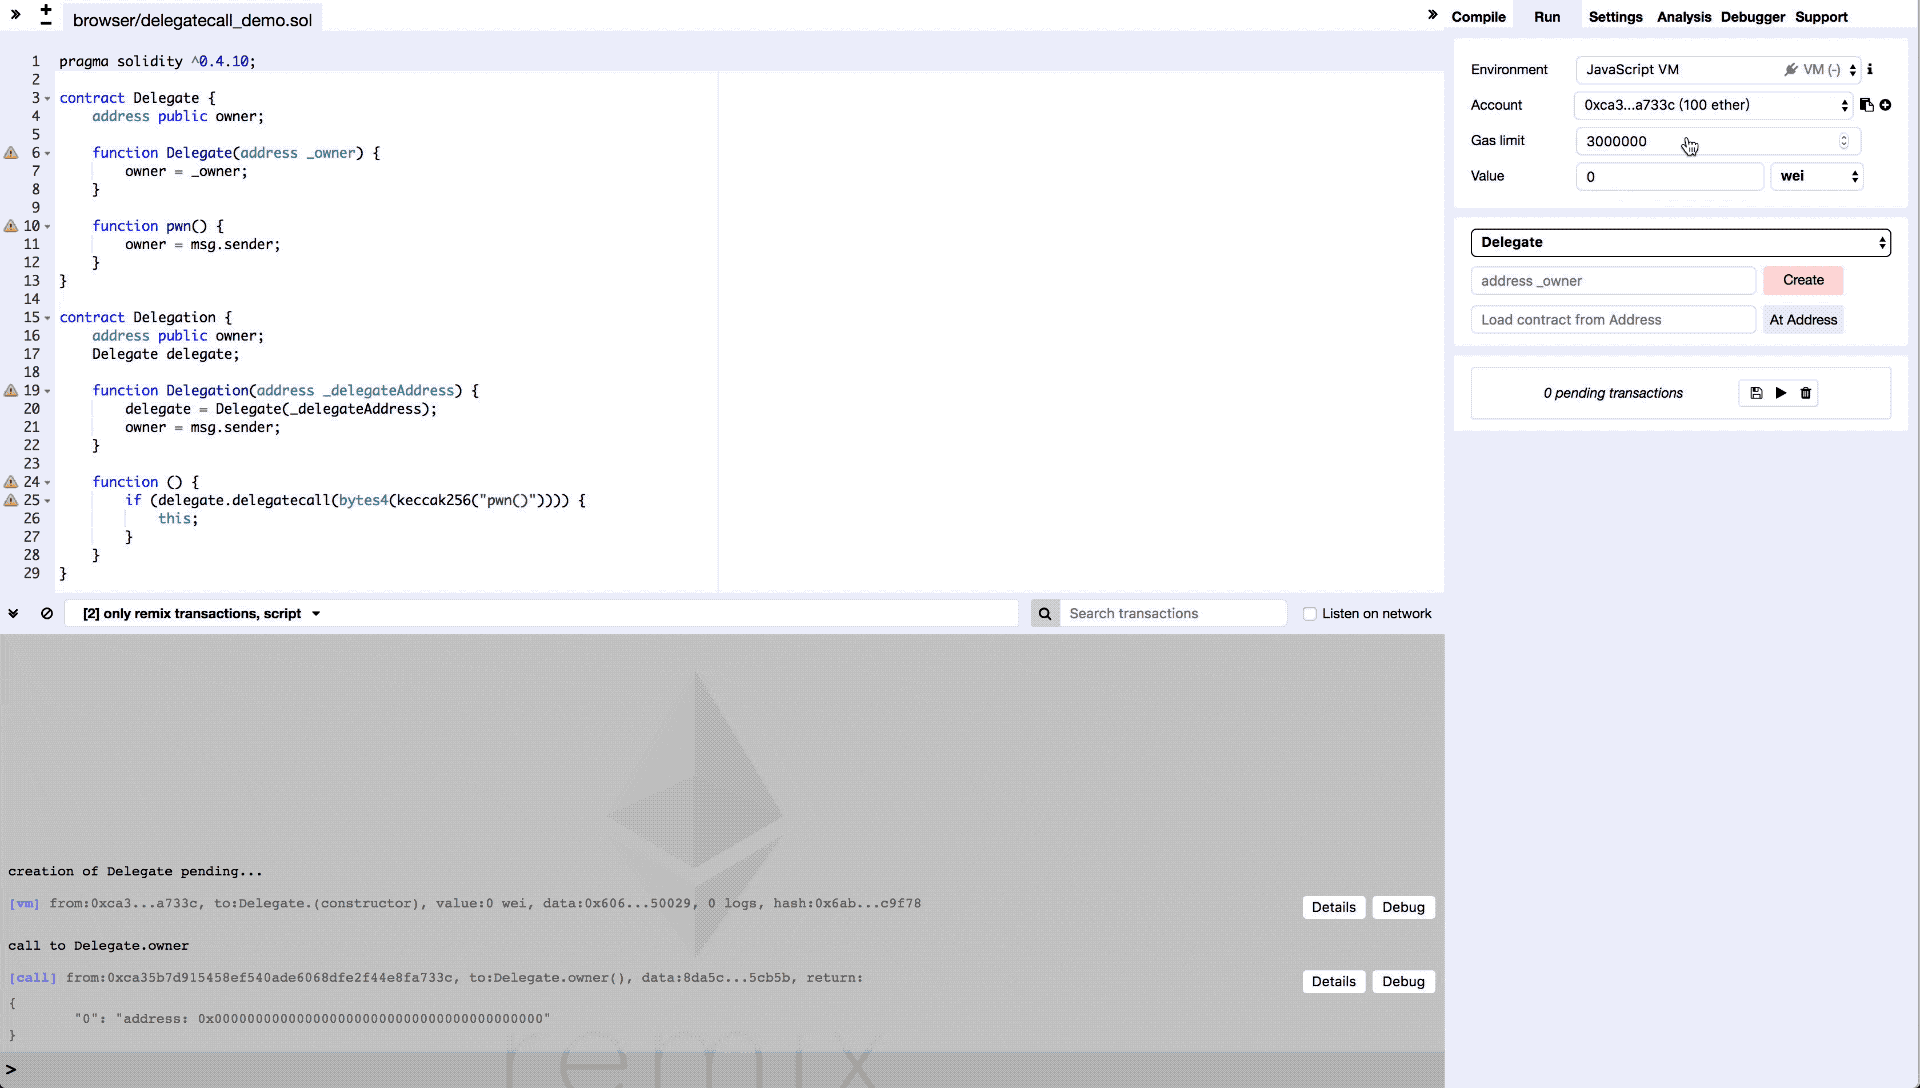 browser/delegatecall_demo.sol
Compile Run Settings Analysis Debugger Support
1 pragma solidity ^0.4.10;
2
3 contract Delegate {
4 address public owner;
5
6 function Delegate(address _owner) {
7 owner = _owner;
8 }
9
10 function pwn() {
11 owner = msg.sender;
12 }
13 }
14
15 contract Delegation {
16 address public owner;
17 Delegate delegate;
18
19 function Delegation(address _delegateAddress) {
20 delegate = Delegate(_delegateAddress);
21 owner = msg.sender;
22 }
23
24 function () {
25 if (delegate.delegatecall(bytes4(keccak256("pwn()")))) {
26 this;
27 }
28 }
29 }
Environment JavaScript VM VM (-)
Account 0xca3...a733c (100 ether)
Gas limit 3000000
Value 0 wei
Delegate
address _owner Create
Load contract from Address At Address
0 pending transactions
[2] only remix transactions, script Search transactions Listen on network
creation of Delegate pending...
[vm] from:0xca3...a733c, to:Delegate.(constructor), value:0 wei, data:0x606...50029, 0 logs, hash:0x6ab...c9f78 Details Debug
call to Delegate.owner
[call] from:0xca35b7d915458ef540ade6068dfe2f44e8fa733c, to:Delegate.owner(), data:8da5c...5cb5b, return: Details Debug
{
"0": "address: 0x0000000000000000000000000000000000000000"
}
remix
>